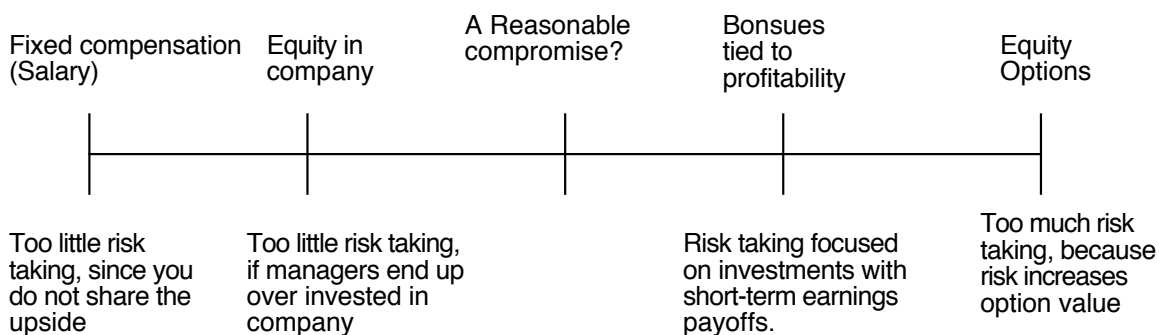 Fixed compensation
(Salary)
Equity in
company
A Reasonable
compromise?
Bonsues
tied to
profitability
Equity
Options
Too little risk
taking, since you
do not share the
upside
Too little risk taking,
if managers end up
over invested in
company
Risk taking focused
on investments with
short-term earnings
payoffs.
Too much risk
taking, because
risk increases
option value